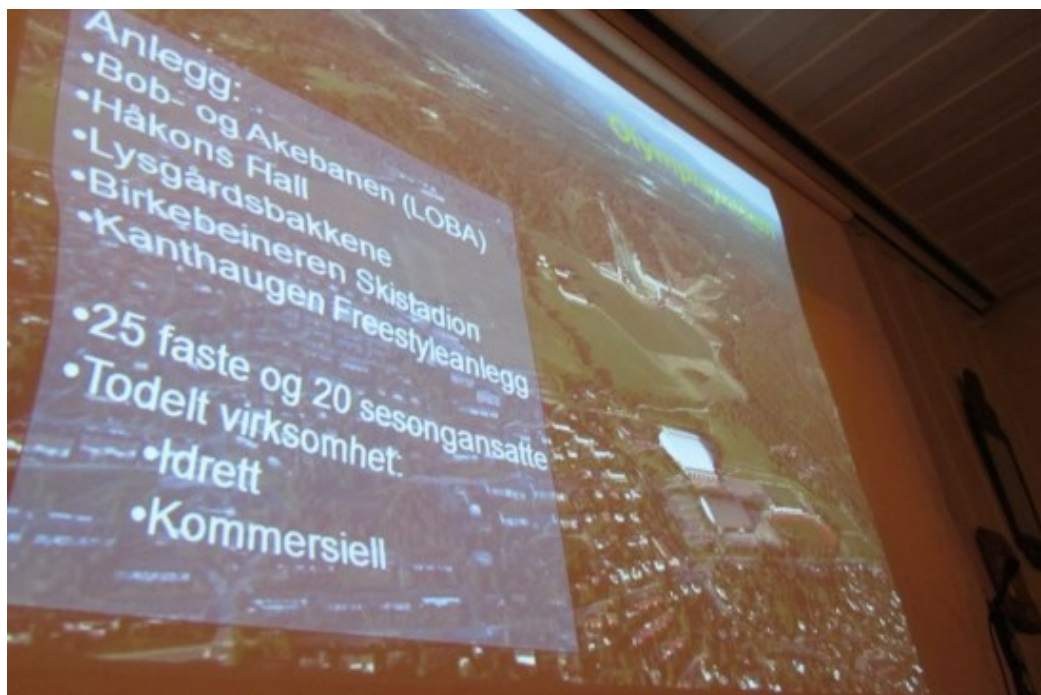 Anlegg:
•Bob- og Akebanen (LOBA)
•Håkons Hall
•Lysgårdsbakkene
•Birkebeineren Skistadion
•Kanthaugen Freestyleanlegg
•25 faste og 20 sesongansatte
•Todelt virksomhet:
•Idrett
•Kommersiell